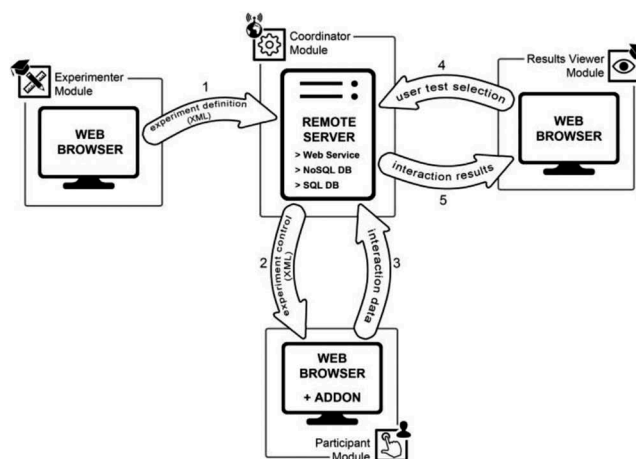 Experimenter
Module
WEB
BROWSER
1
experiment definition
(XML)
Coordinator
Module
REMOTE
SERVER
> Web Service
> NoSQL DB
> SQL DB
4
user test selection
interaction results
5
Results Viewer
Module
WEB
BROWSER
2
experiment control
(XML)
3
interaction data
WEB
BROWSER
+ ADDON
Participant
Module